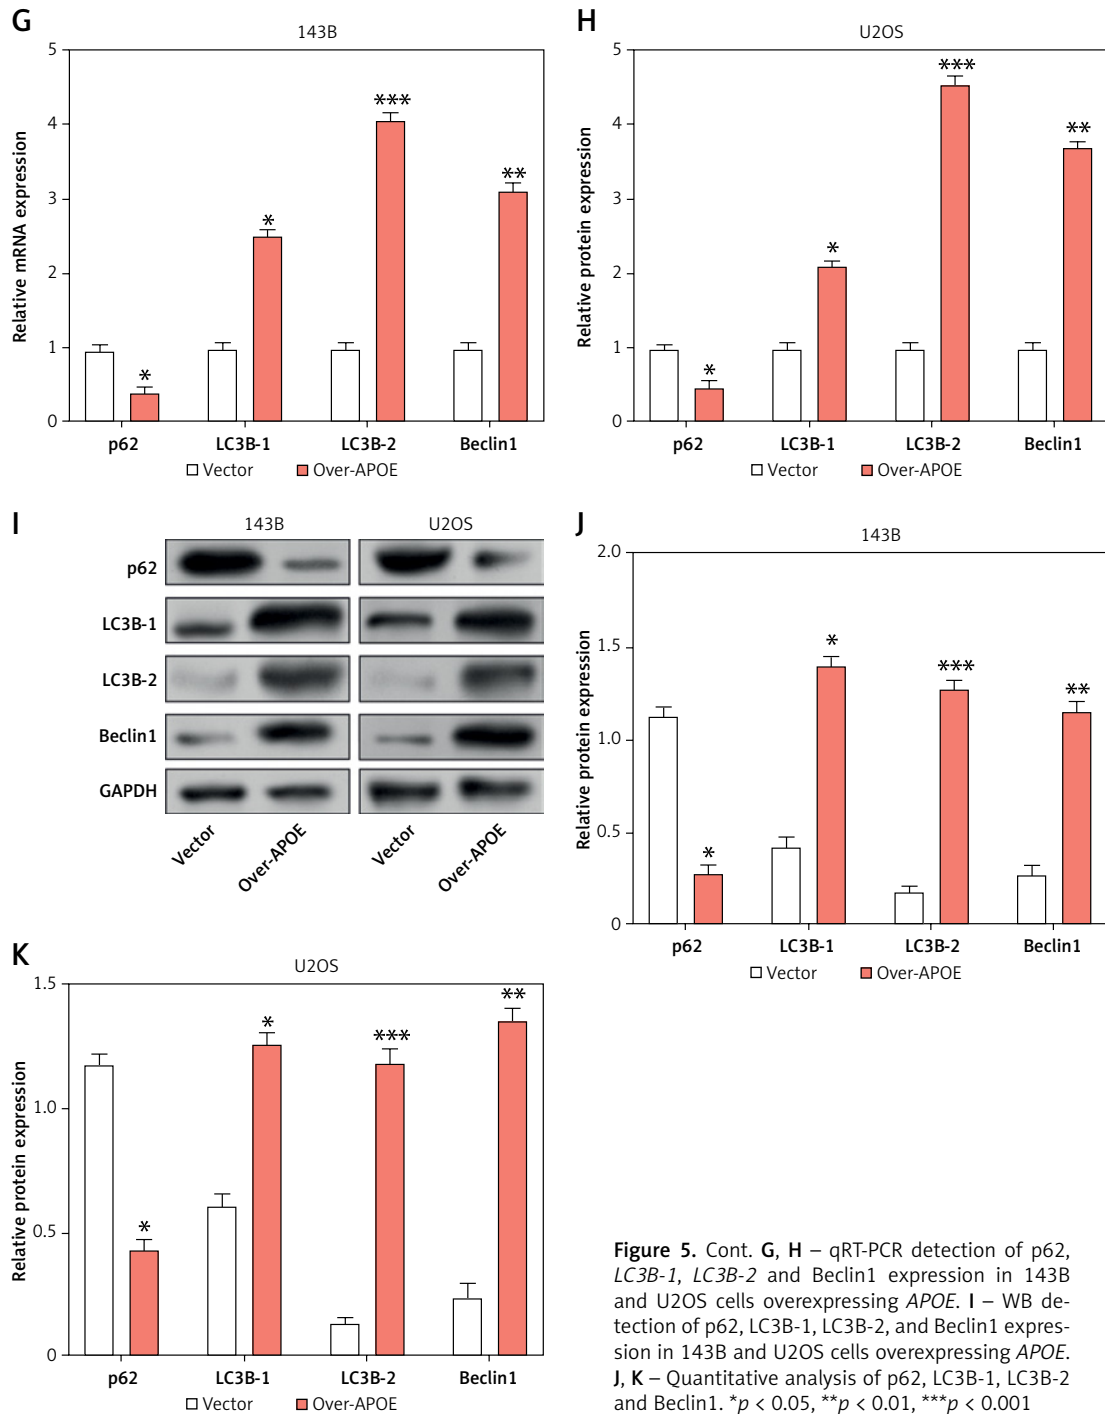 G
143B
Relative mRNA expression
5
4
3
2
1
0
*
*
***
**
p62 LC3B-1 LC3B-2 Beclin1
Vector Over-APOE
H
U2OS
Relative protein expression
5
4
3
2
1
0
*
*
***
**
p62 LC3B-1 LC3B-2 Beclin1
Vector Over-APOE
I
143B U2OS
p62
LC3B-1
LC3B-2
Beclin1
GAPDH
Vector Over-APOE Vector Over-APOE
J
143B
Relative protein expression
2.0
1.5
1.0
0.5
0
*
*
***
**
p62 LC3B-1 LC3B-2 Beclin1
Vector Over-APOE
K
U2OS
Relative protein expression
1.5
1.0
0.5
0
*
*
***
**
p62 LC3B-1 LC3B-2 Beclin1
Vector Over-APOE
Figure 5. Cont. G, H – qRT-PCR detection of p62,
LC3B-1, LC3B-2 and Beclin1 expression in 143B
and U2OS cells overexpressing APOE. I – WB de-
tection of p62, LC3B-1, LC3B-2, and Beclin1 expres-
sion in 143B and U2OS cells overexpressing APOE.
J, K – Quantitative analysis of p62, LC3B-1, LC3B-2
and Beclin1. *p < 0.05, **p < 0.01, ***p < 0.001